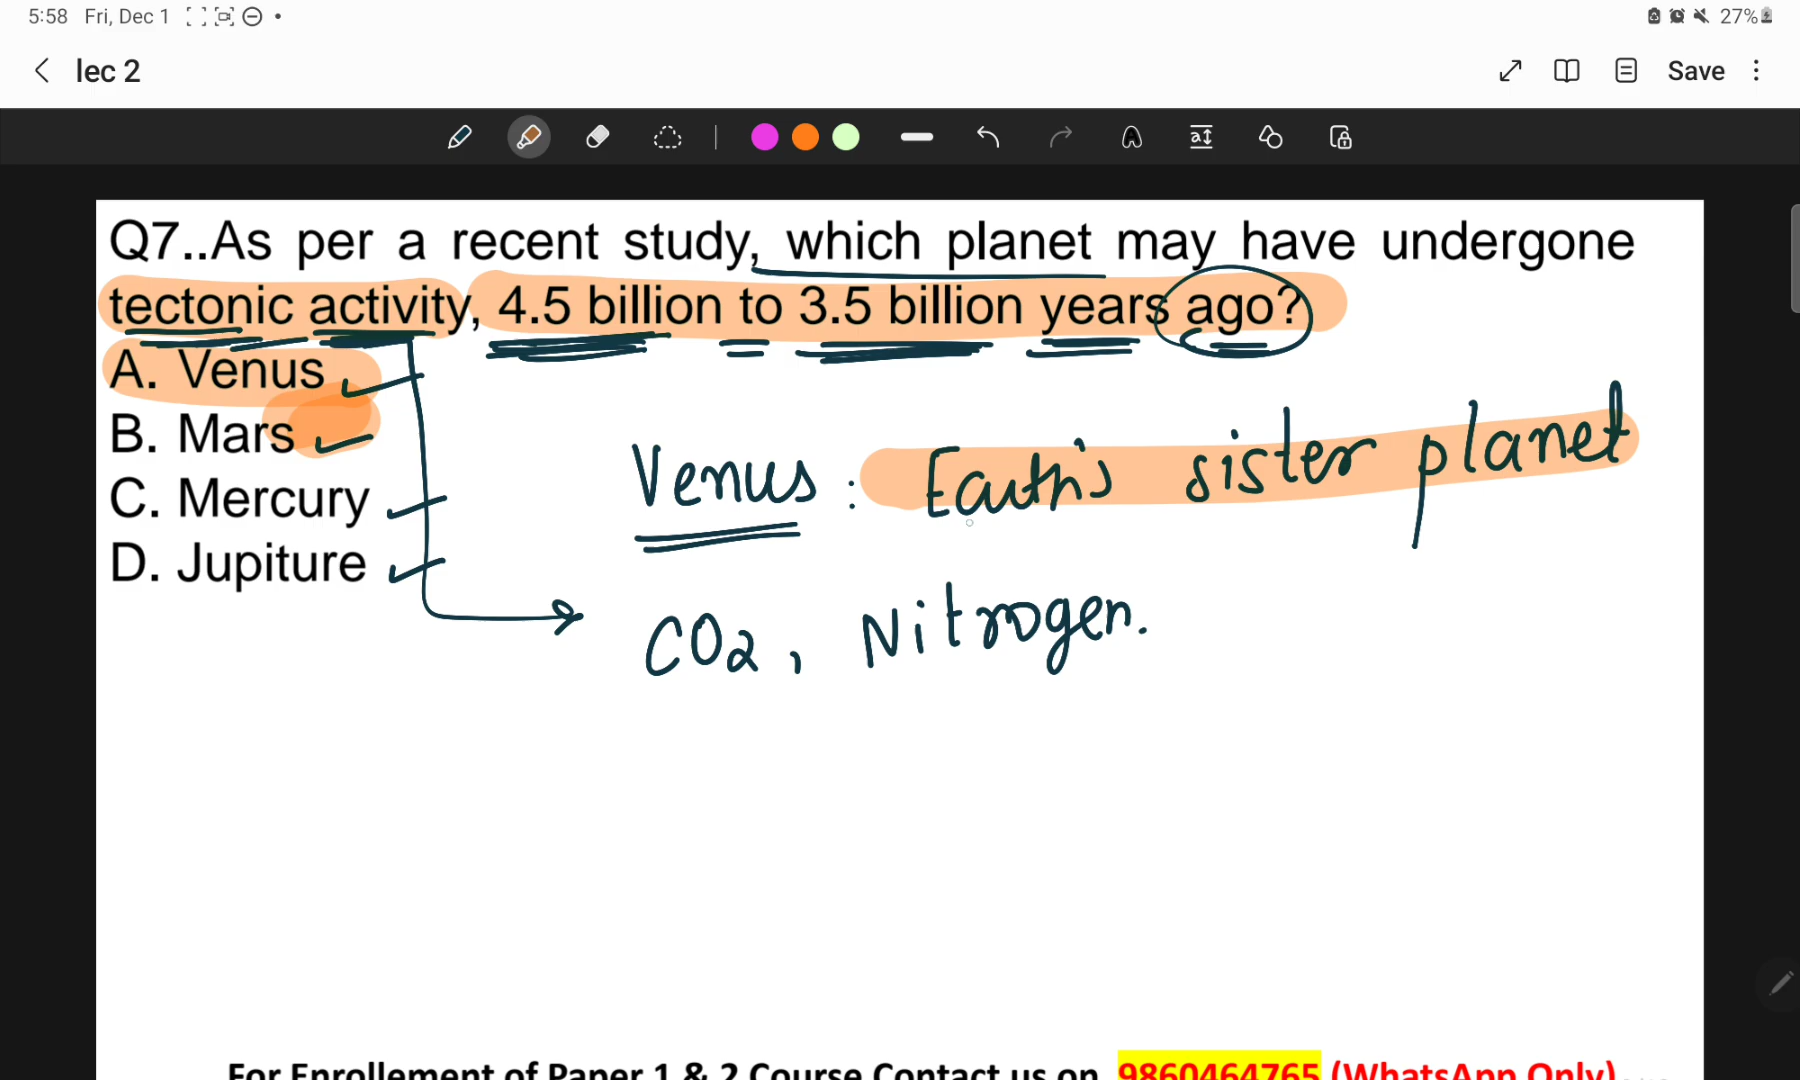 5:58 Fri, Dec 1
27%
lec 2
Save
Q7..As per a recent study, which planet may have undergone
tectonic activity, 4.5 billion to 3.5 billion years ago?
A. Venus
B. Mars
C. Mercury
D. Jupiture
Venus : Earth's sister planet
CO2, Nitrogen.
For Enrollement of Paper 1 & 2 Course Contact us on 9860464765 (WhatsApp Only)